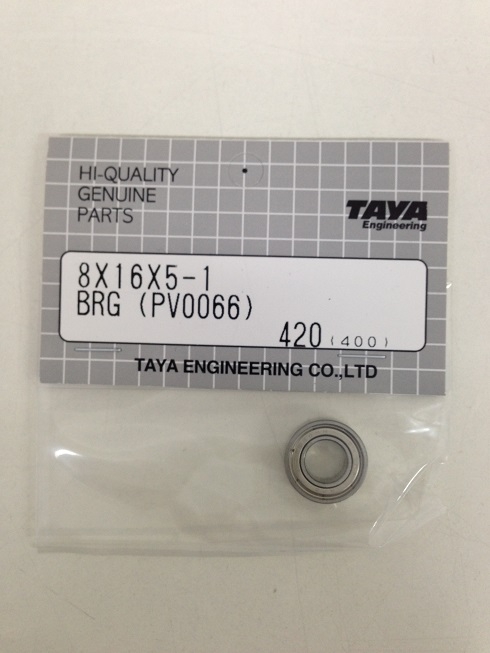 HI-QUALITY
GENUINE
PARTS
TAYA
Engineering
8X16X5-1
BRG (PV0066)
420 (400)
TAYA ENGINEERING CO.,LTD